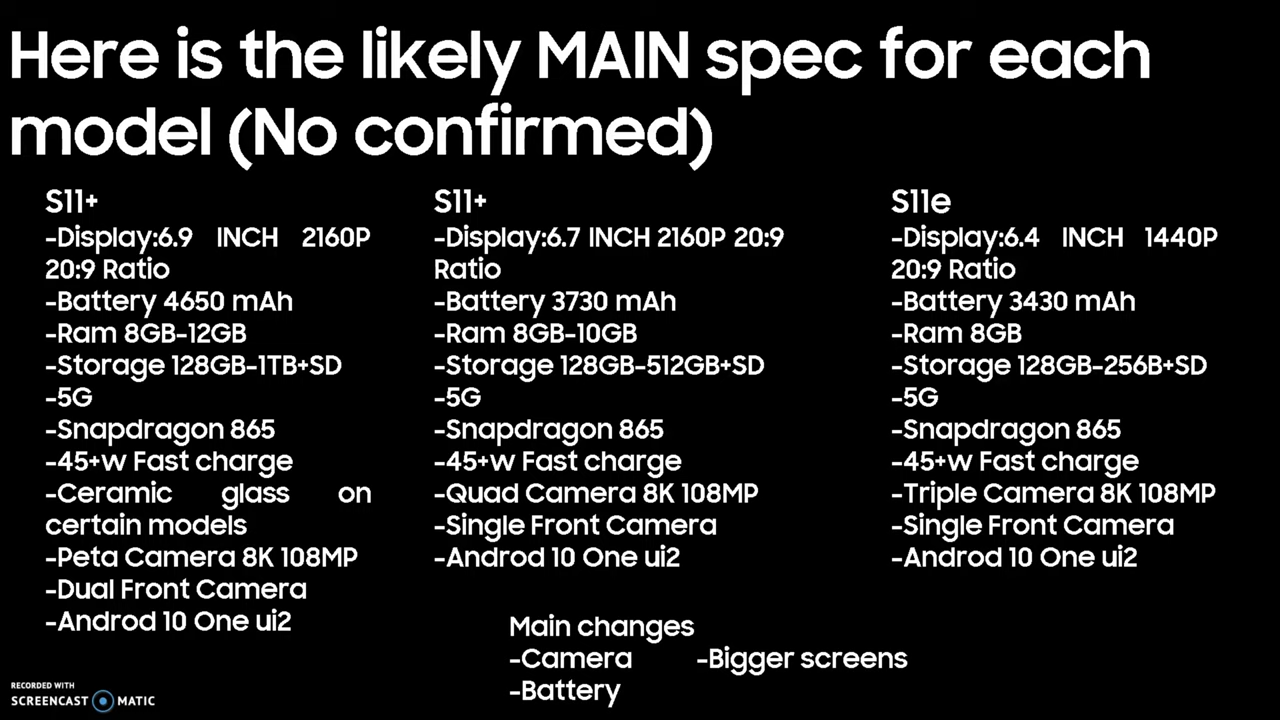 Here is the likely MAIN spec for each
model (No confirmed)
S11+
-Display:6.9 INCH 2160P
20:9 Ratio
-Battery 4650 mAh
-Ram 8GB-12GB
-Storage 128GB-1TB+SD
-5G
-Snapdragon 865
-45+w Fast charge
-Ceramic glass on
certain models
-Peta Camera 8K 108MP
-Dual Front Camera
-Androd 10 One ui2
S11+
-Display:6.7 INCH 2160P 20:9
Ratio
-Battery 3730 mAh
-Ram 8GB-10GB
-Storage 128GB-512GB+SD
-5G
-Snapdragon 865
-45+w Fast charge
-Quad Camera 8K 108MP
-Single Front Camera
-Androd 10 One ui2
S11e
-Display:6.4 INCH 1440P
20:9 Ratio
-Battery 3430 mAh
-Ram 8GB
-Storage 128GB-256B+SD
-5G
-Snapdragon 865
-45+w Fast charge
-Triple Camera 8K 108MP
-Single Front Camera
-Androd 10 One ui2
Main changes
-Camera -Bigger screens
-Battery
RECORDED WITH
SCREENCAST MATIC